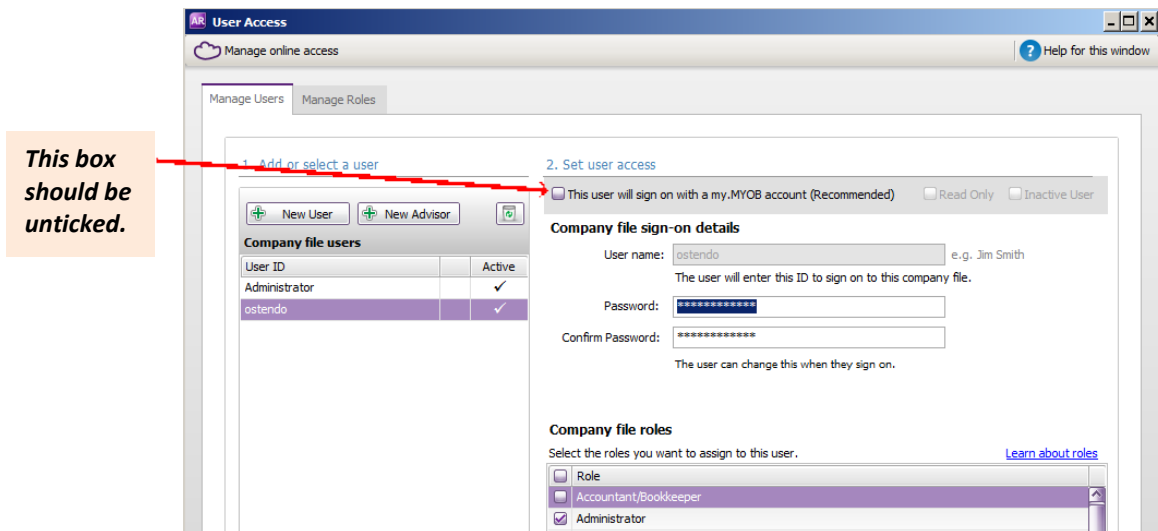 AR User Access
Manage online access
? Help for this window
Manage Users Manage Roles
This box
should be
unticked.
1. Add or select a user
New User New Advisor
Company file users
User ID Active
Administrator
ostendo
2. Set user access
This user will sign on with a my.MYOB account (Recommended) Read Only Inactive User
Company file sign-on details
User name: ostendo e.g. Jim Smith
The user will enter this ID to sign on to this company file.
Password: ************
Confirm Password: ************
The user can change this when they sign on.
Company file roles
Select the roles you want to assign to this user. Learn about roles
Role
Accountant/Bookkeeper
Administrator